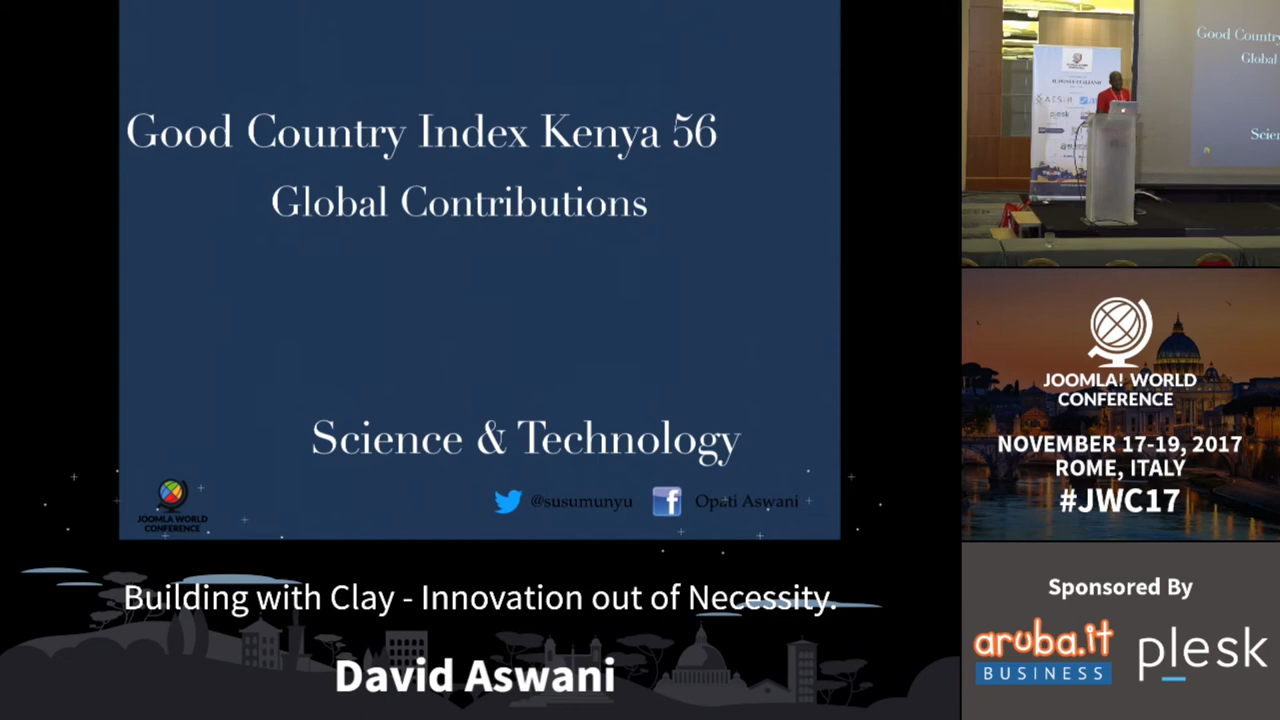 Good Country Index Kenya 56
Global Contributions
Science & Technology
JOOMLA WORLD
CONFERENCE
@susumunyu
Opati Aswani
Building with Clay - Innovation out of Necessity.
David Aswani
Good Country
Global
Scien
plesk
JOOMLA! WORLD
CONFERENCE
NOVEMBER 17-19, 2017
ROME, ITALY
#JWC17
Sponsored By
aruba.it
BUSINESS
plesk